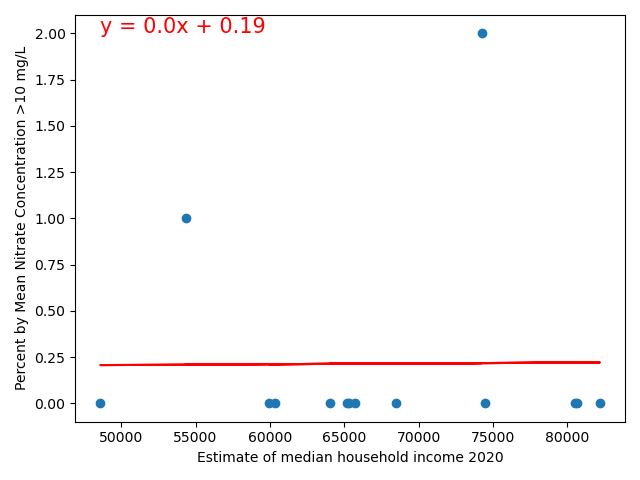 y = 0.0x + 0.19
2.00
1.75
1.50
1.25
1.00
0.75
0.50
0.25
0.00
Percent by Mean Nitrate Concentration >10 mg/L
50000 55000 60000 65000 70000 75000 80000
Estimate of median household income 2020